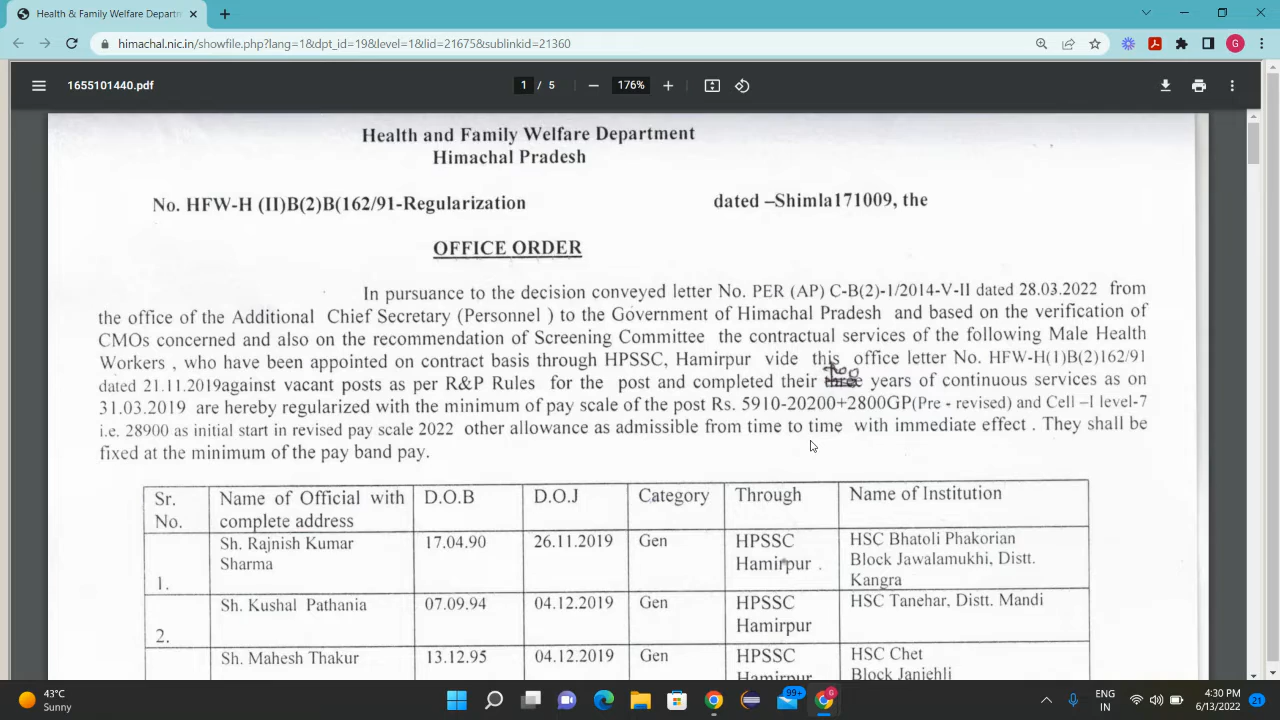 Health & Family Welfare Departm
himachal.nic.in/showfile.php?lang=1&dpt_id=19&level=1&lid=21675&sublinkid=21360
G
1655101440.pdf
1 / 5
176%
Health and Family Welfare Department
Himachal Pradesh
No. HFW-H (II)B(2)B(162/91-Regularization dated –Shimla171009, the
OFFICE ORDER
In pursuance to the decision conveyed letter No. PER (AP) C-B(2)-1/2014-V-II dated 28.03.2022 from
the office of the Additional Chief Secretary (Personnel ) to the Government of Himachal Pradesh and based on the verification of
CMOs concerned and also on the recommendation of Screening Committee the contractual services of the following Male Health
Workers , who have been appointed on contract basis through HPSSC, Hamirpur vide this office letter No. HFW-H(1)B(2)162/91
dated 21.11.2019against vacant posts as per R&P Rules for the post and completed their two three years of continuous services as on
31.03.2019 are hereby regularized with the minimum of pay scale of the post Rs. 5910-20200+2800GP(Pre - revised) and Cell –I level-7
i.e. 28900 as initial start in revised pay scale 2022 other allowance as admissible from time to time with immediate effect . They shall be
fixed at the minimum of the pay band pay.
Sr. No. Name of Official with complete address D.O.B D.O.J Category Through Name of Institution
1. Sh. Rajnish Kumar Sharma 17.04.90 26.11.2019 Gen HPSSC Hamirpur . HSC Bhatoli Phakorian Block Jawalamukhi, Distt. Kangra
2. Sh. Kushal Pathania 07.09.94 04.12.2019 Gen HPSSC Hamirpur HSC Tanehar, Distt. Mandi
Sh. Mahesh Thakur 13.12.95 04.12.2019 Gen HPSSC Hamirpur HSC Chet Block Janjehli
43°C
Sunny
99+
G
ENG
IN
4:30 PM
6/13/2022
21